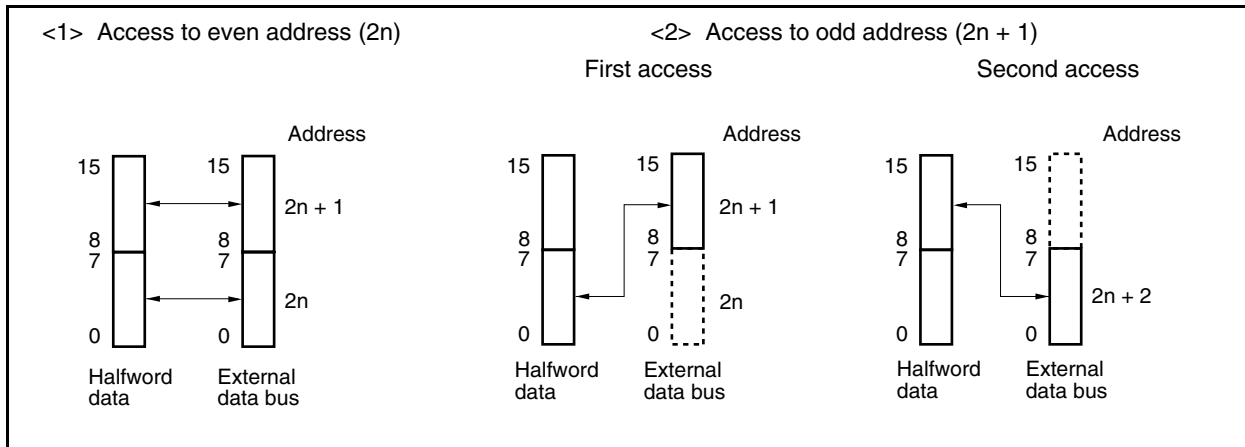 <1> Access to even address (2n)
<2> Access to odd address (2n + 1)
First access
Second access
Address
15
15
2n + 1
8
8
7
7
2n
0
0
Halfword
data
External
data bus
Address
15
15
2n + 1
8
8
7
7
2n
0
0
Halfword
data
External
data bus
Address
15
15
8
8
7
7
2n + 2
0
0
Halfword
data
External
data bus